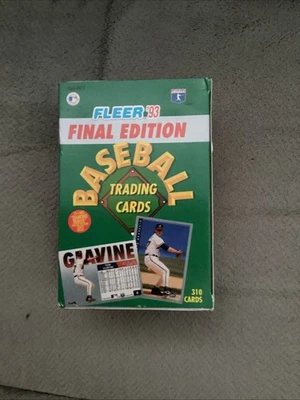 FLEER '93
FINAL EDITION
BASEBALL
TRADING
CARDS
GLAVINE
310
CARDS